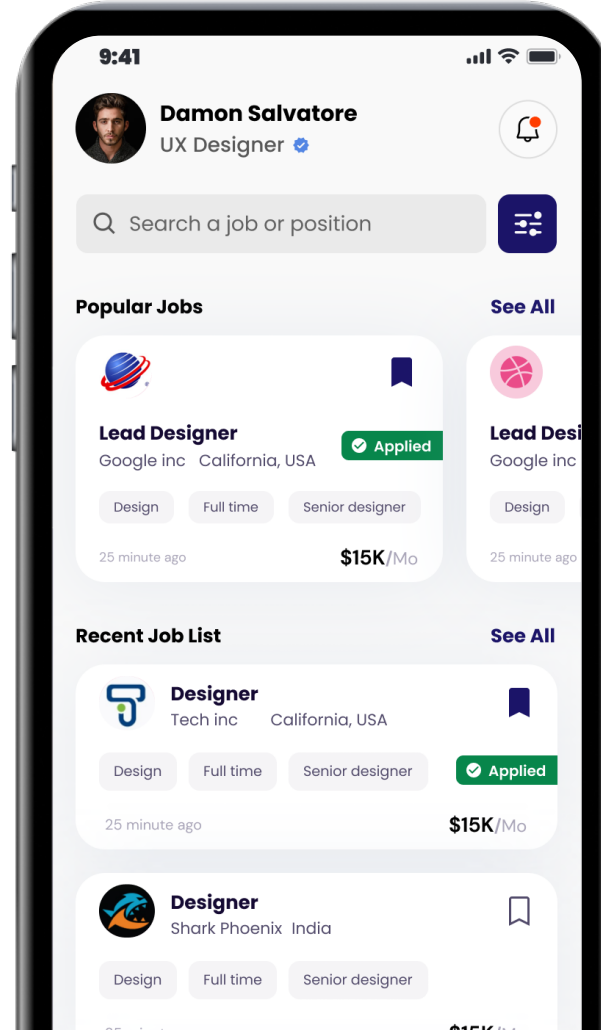 9:41
Damon Salvatore
UX Designer
Search a job or position
Popular Jobs See All
Lead Designer
Google inc California, USA
Applied
Design Full time Senior designer
25 minute ago $15K/Mo
Lead Desi
Google inc
Design
25 minute ago
Recent Job List See All
Designer
Tech inc California, USA
Design Full time Senior designer
Applied
25 minute ago $15K/Mo
Designer
Shark Phoenix India
Design Full time Senior designer